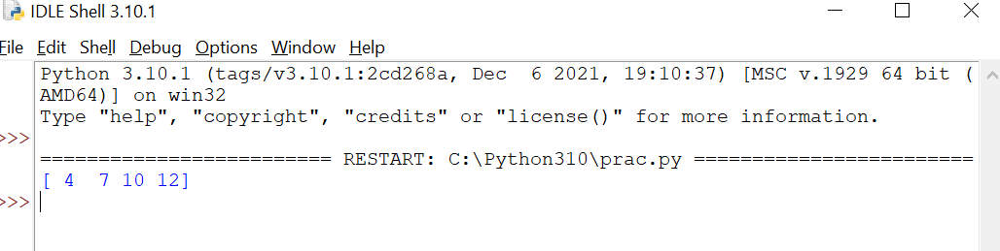 IDLE Shell 3.10.1
File Edit Shell Debug Options Window Help
Python 3.10.1 (tags/v3.10.1:2cd268a, Dec  6 2021, 19:10:37) [MSC v.1929 64 bit (
AMD64)] on win32
Type "help", "copyright", "credits" or "license()" for more information.
>>>
========================= RESTART: C:\Python310\prac.py ========================
[ 4  7 10 12]
>>>